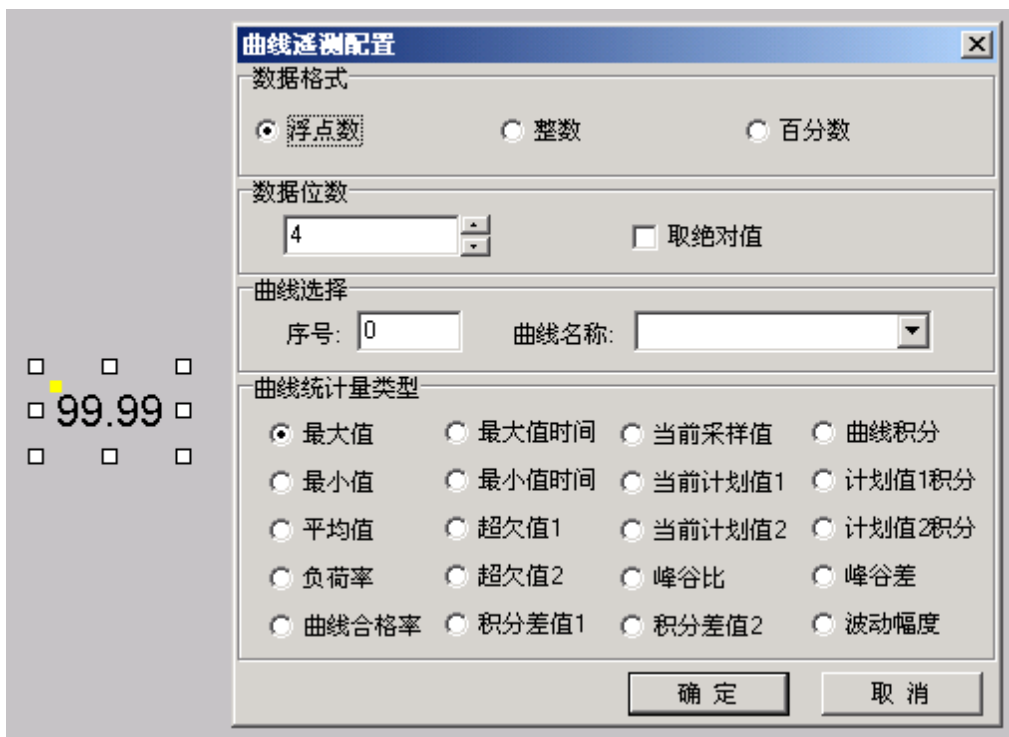 曲线遥测配置
数据格式
浮点数 整数 百分数
数据位数
4 取绝对值
曲线选择
序号: 0 曲线名称:
99.99
曲线统计量类型
最大值 最大值时间 当前采样值 曲线积分
最小值 最小值时间 当前计划值1 计划值1积分
平均值 超欠值1 当前计划值2 计划值2积分
负荷率 超欠值2 峰谷比 峰谷差
曲线合格率 积分差值1 积分差值2 波动幅度
确 定 取 消